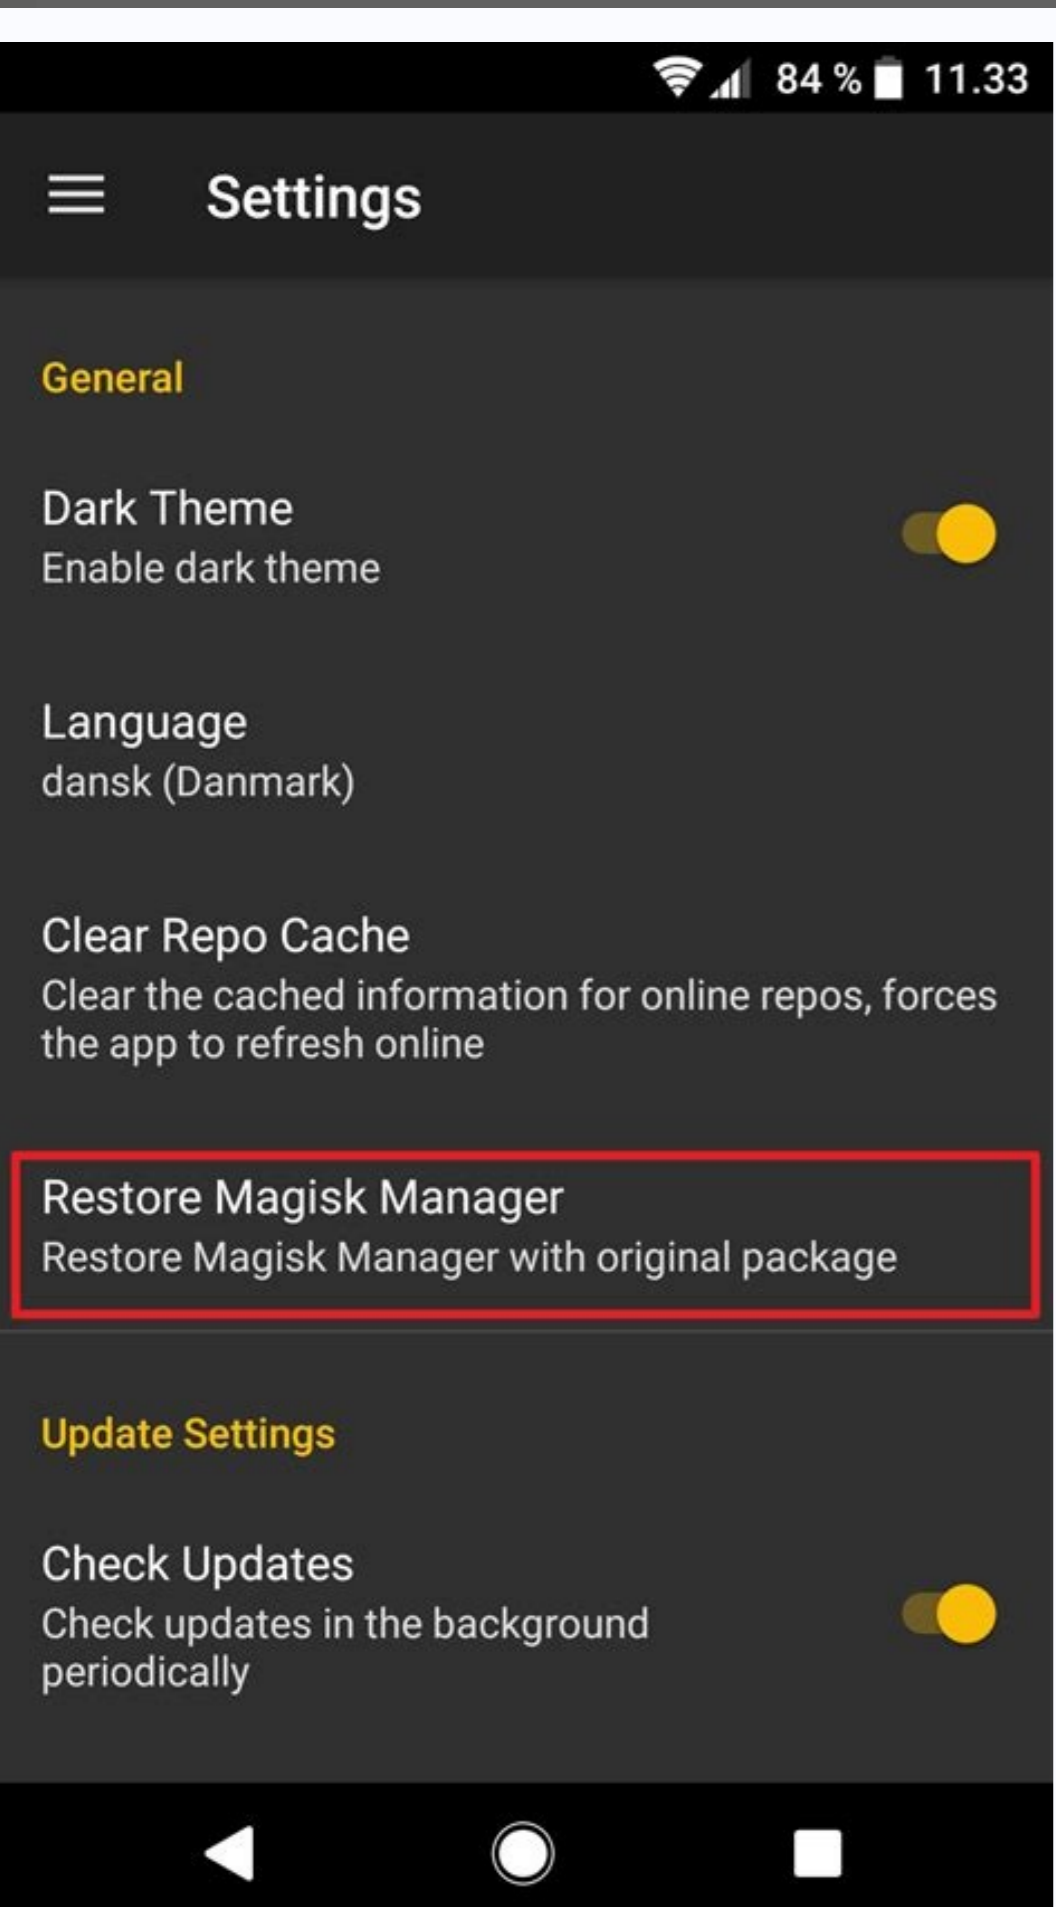 84 % 11.33
Settings
General
Dark Theme
Enable dark theme
Language
dansk (Danmark)
Clear Repo Cache
Clear the cached information for online repos, forces
the app to refresh online
Restore Magisk Manager
Restore Magisk Manager with original package
Update Settings
Check Updates
Check updates in the background
periodically